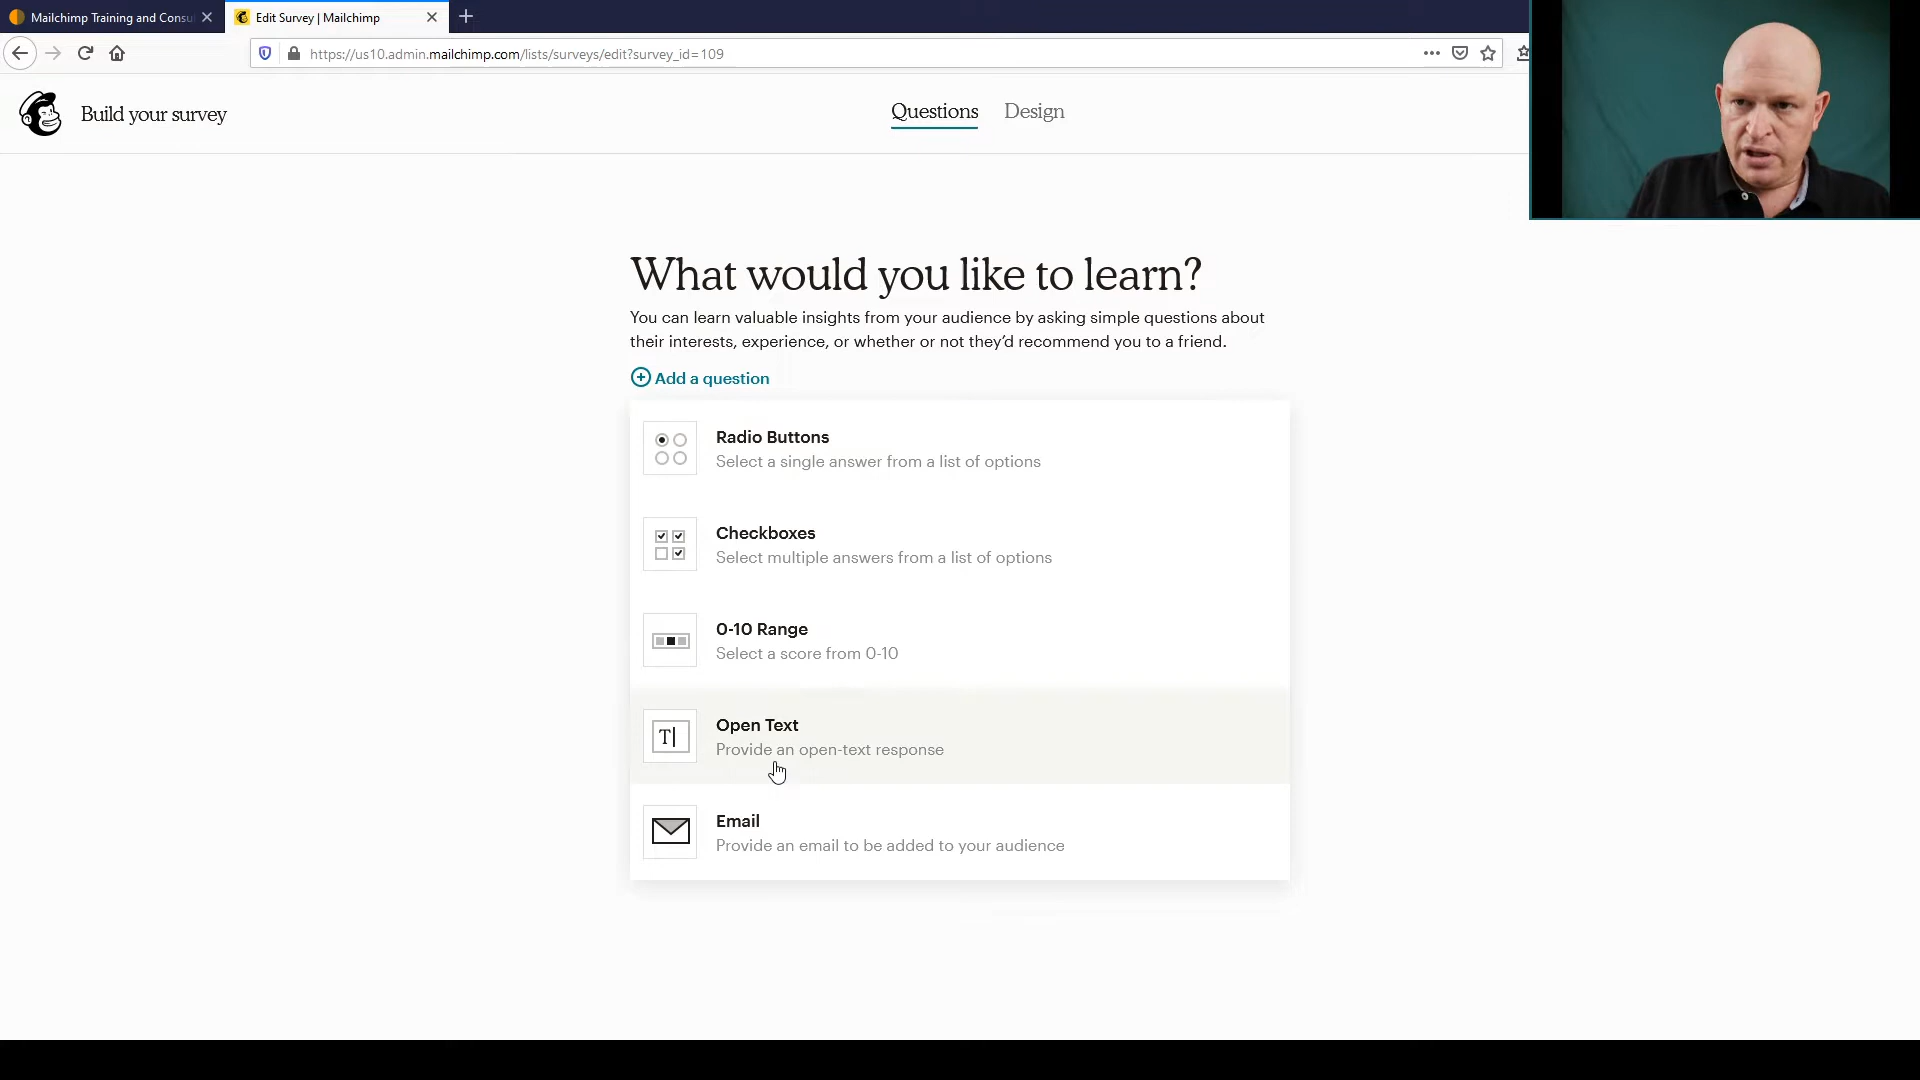 Mailchimp Training and Consu
Edit Survey | Mailchimp
https://us10.admin.mailchimp.com/lists/surveys/edit?survey_id=109
Build your survey
Questions
Design
What would you like to learn?
You can learn valuable insights from your audience by asking simple questions about
their interests, experience, or whether or not they’d recommend you to a friend.
Add a question
Radio Buttons
Select a single answer from a list of options
Checkboxes
Select multiple answers from a list of options
0-10 Range
Select a score from 0-10
T
Open Text
Provide an open-text response
Email
Provide an email to be added to your audience